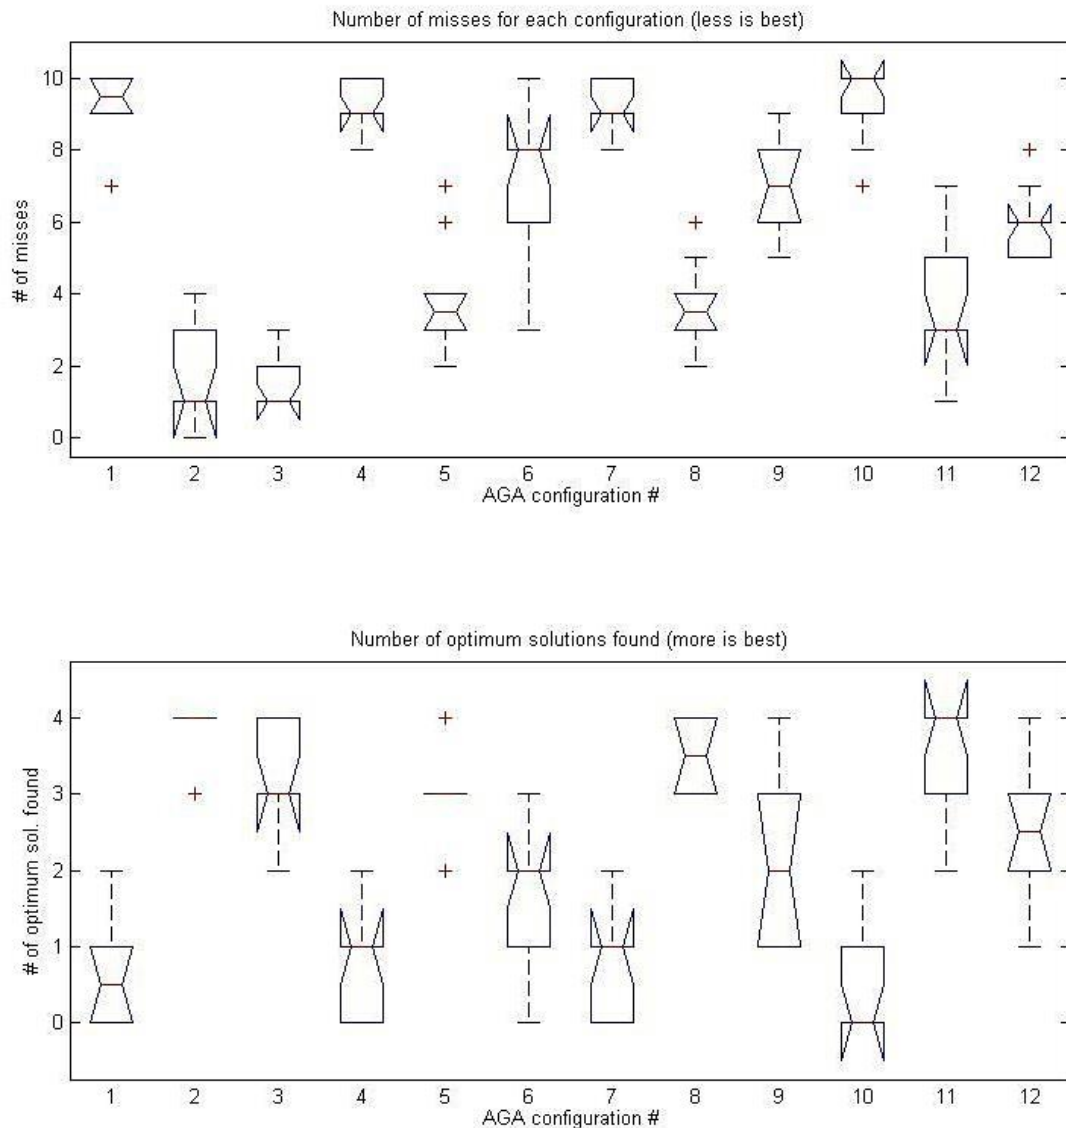 Number of misses for each configuration (less is best)
10
8
6
4
2
0
# of misses
1 2 3 4 5 6 7 8 9 10 11 12
AGA configuration #
Number of optimum solutions found (more is best)
4
3
2
1
0
# of optimum sol. found
1 2 3 4 5 6 7 8 9 10 11 12
AGA configuration #